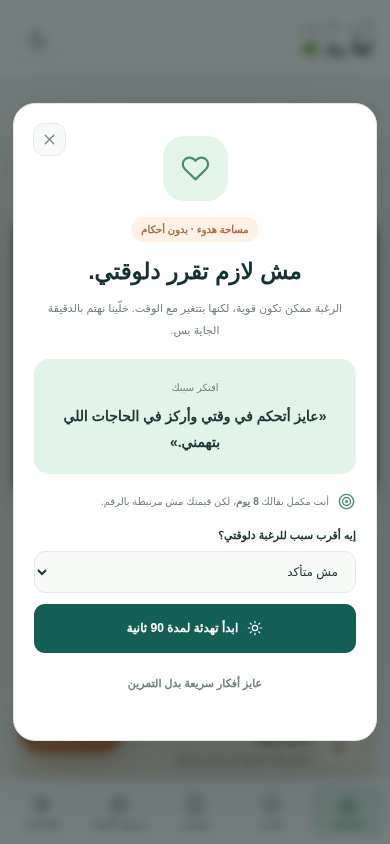 مساحة هدوء · بدون أحكام
مش لازم تقرر دلوقتي.
الرغبة ممكن تكون قوية، لكنها بتتغير مع الوقت. خلّينا نهتم بالدقيقة
الجاية بس.
افتكر سببك
«عايز أتحكم في وقتي وأركز في الحاجات اللي
بتهمني.»
أنت مكمل بقالك 8 يوم، لكن قيمتك مش مرتبطة بالرقم.
إيه أقرب سبب للرغبة دلوقتي؟
مش متأكد
ابدأ تهدئة لمدة 90 ثانية
عايز أفكار سريعة بدل التمرين